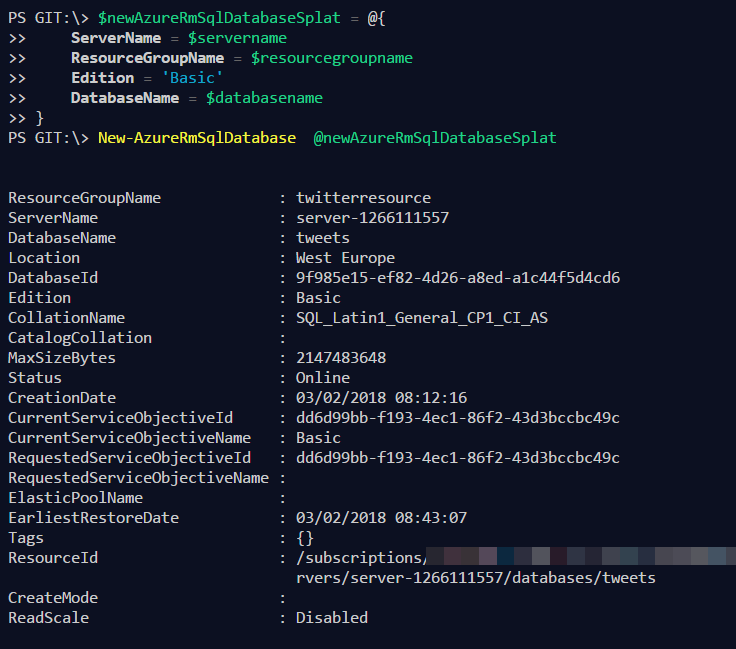 PS GIT:\> $newAzureRmSqlDatabaseSplat = @{
>>     ServerName = $servername
>>     ResourceGroupName = $resourcegroupname
>>     Edition = 'Basic'
>>     DatabaseName = $databasename
>> }
PS GIT:\> New-AzureRmSqlDatabase  @newAzureRmSqlDatabaseSplat
ResourceGroupName             : twitterresource
ServerName                    : server-1266111557
DatabaseName                  : tweets
Location                      : West Europe
DatabaseId                    : 9f985e15-ef82-4d26-a8ed-a1c44f5d4cd6
Edition                       : Basic
CollationName                 : SQL_Latin1_General_CP1_CI_AS
CatalogCollation              :
MaxSizeBytes                  : 2147483648
Status                        : Online
CreationDate                  : 03/02/2018 08:12:16
CurrentServiceObjectiveId     : dd6d99bb-f193-4ec1-86f2-43d3bccbc49c
CurrentServiceObjectiveName   : Basic
RequestedServiceObjectiveId   : dd6d99bb-f193-4ec1-86f2-43d3bccbc49c
RequestedServiceObjectiveName :
ElasticPoolName               :
EarliestRestoreDate           : 03/02/2018 08:43:07
Tags                          : {}
ResourceId                    : /subscriptions/
                                rvers/server-1266111557/databases/tweets
CreateMode                    :
ReadScale                     : Disabled